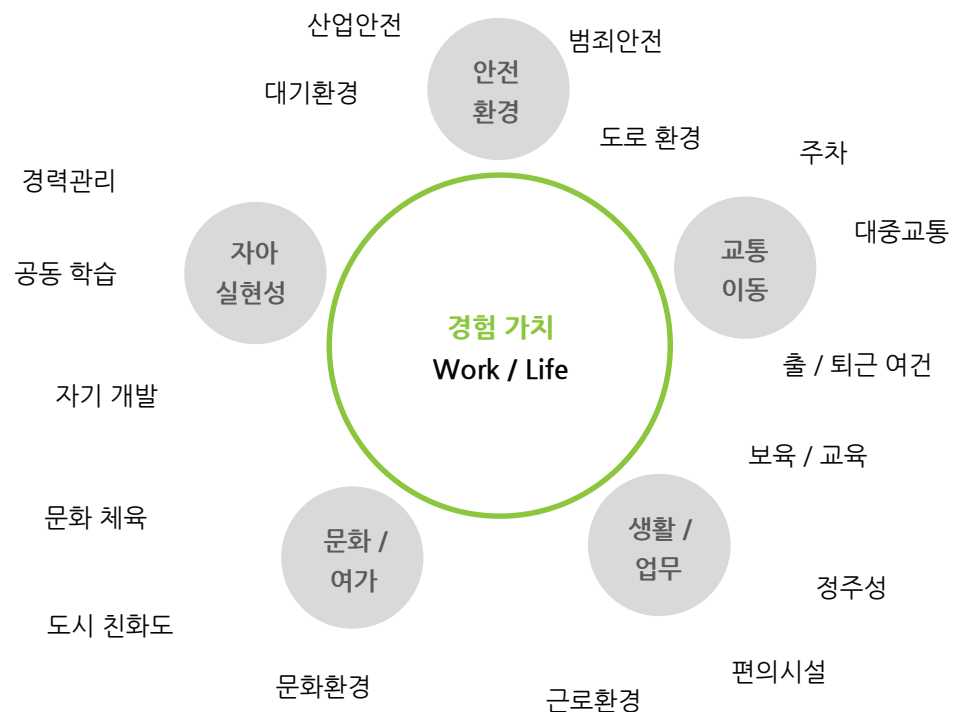 산업안전
범죄안전
안전
환경
대기환경
도로 환경
주차
경력관리
대중교통
자아
실현성
교통
이동
공동 학습
경험 가치
Work / Life
출 / 퇴근 여건
자기 개발
보육 / 교육
문화 체육
문화 /
여가
생활 /
업무
정주성
도시 친화도
편의시설
문화환경
근로환경